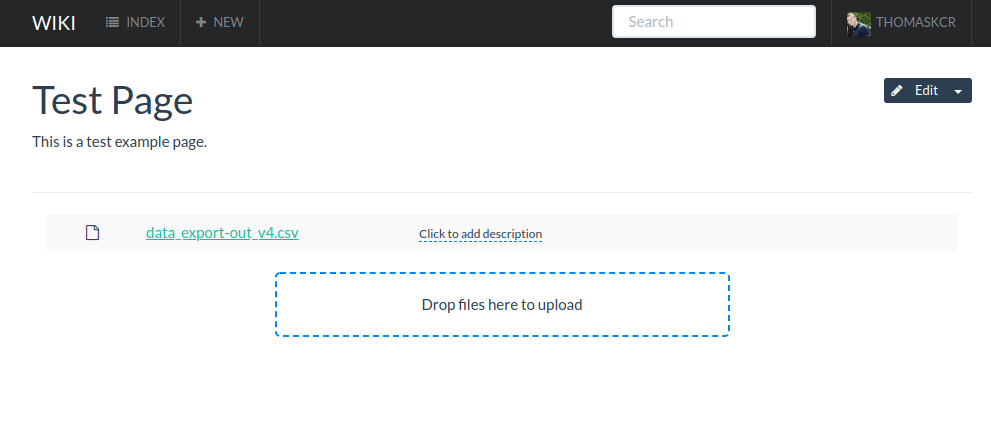 WIKI INDEX NEW Search THOMASKCR
Test Page
Edit
This is a test example page.
data_export-out_v4.csv Click to add description
Drop files here to upload